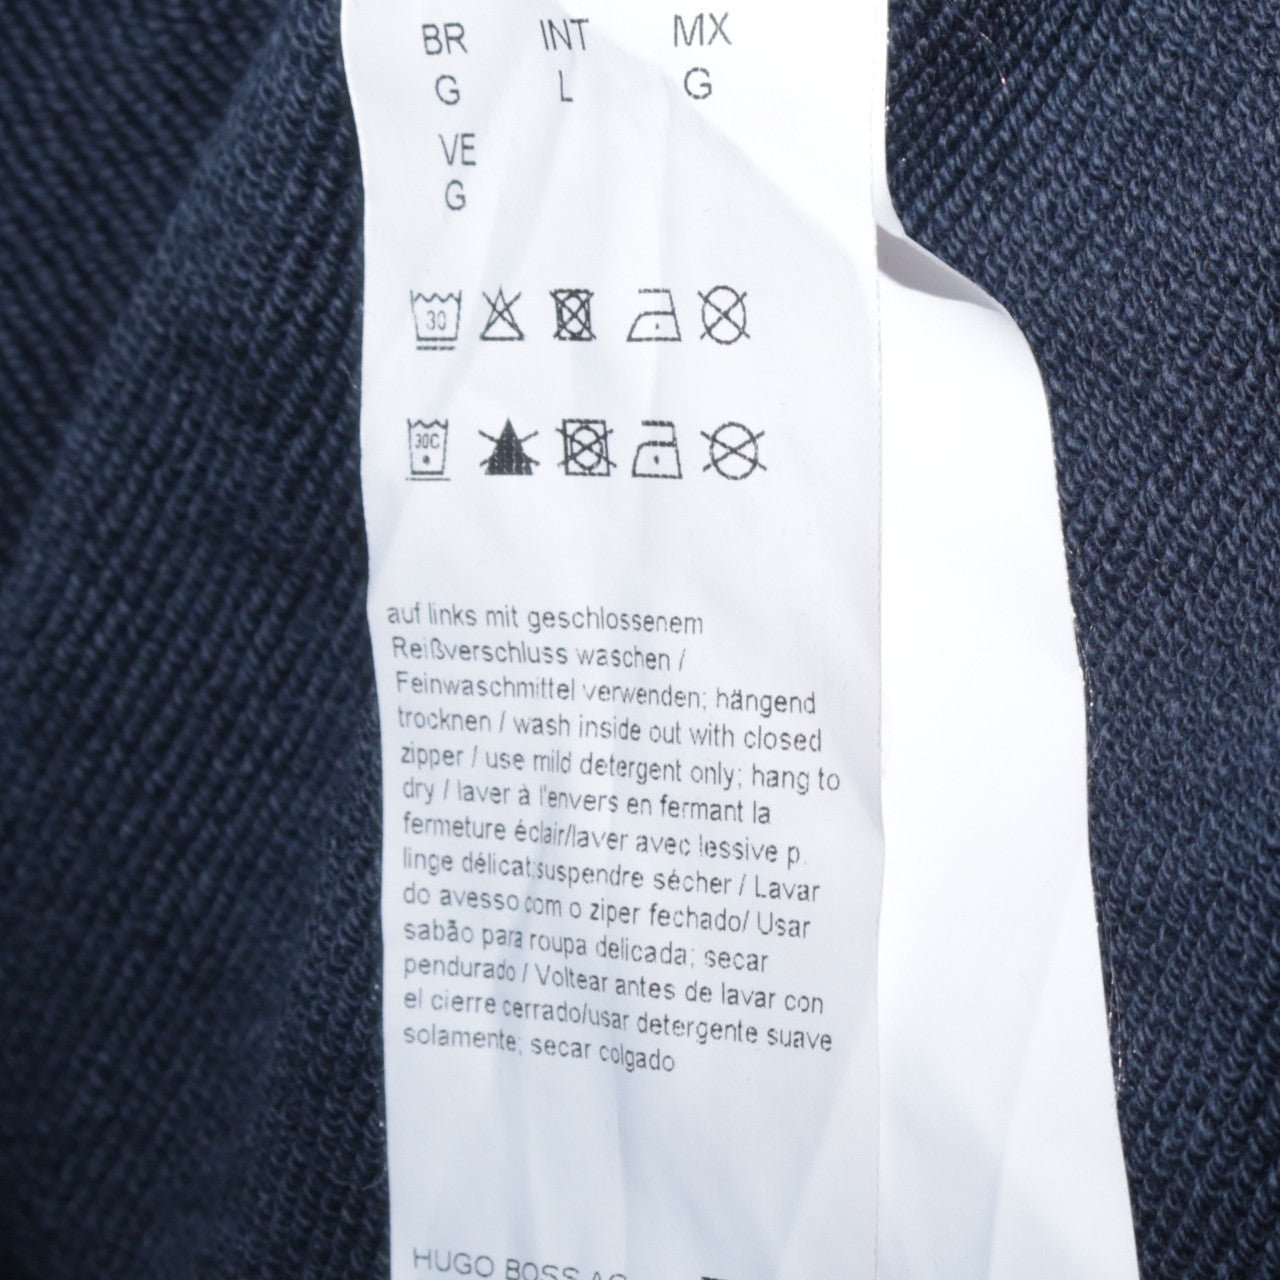 BR INT MX
G L G
VE
G
30
30C
auf links mit geschlossenem
Reißverschluss waschen /
Feinwaschmittel verwenden; hängend
trocknen / wash inside out with closed
zipper / use mild detergent only; hang to
dry / laver à l'envers en fermant la
fermeture éclair/laver avec lessive p.
linge délicat;suspendre sécher / Lavar
do avesso com o ziper fechado/ Usar
sabão para roupa delicada; secar
pendurado / Voltear antes de lavar con
el cierre cerrado/usar detergente suave
solamente; secar colgado
HUGO BOSS AG